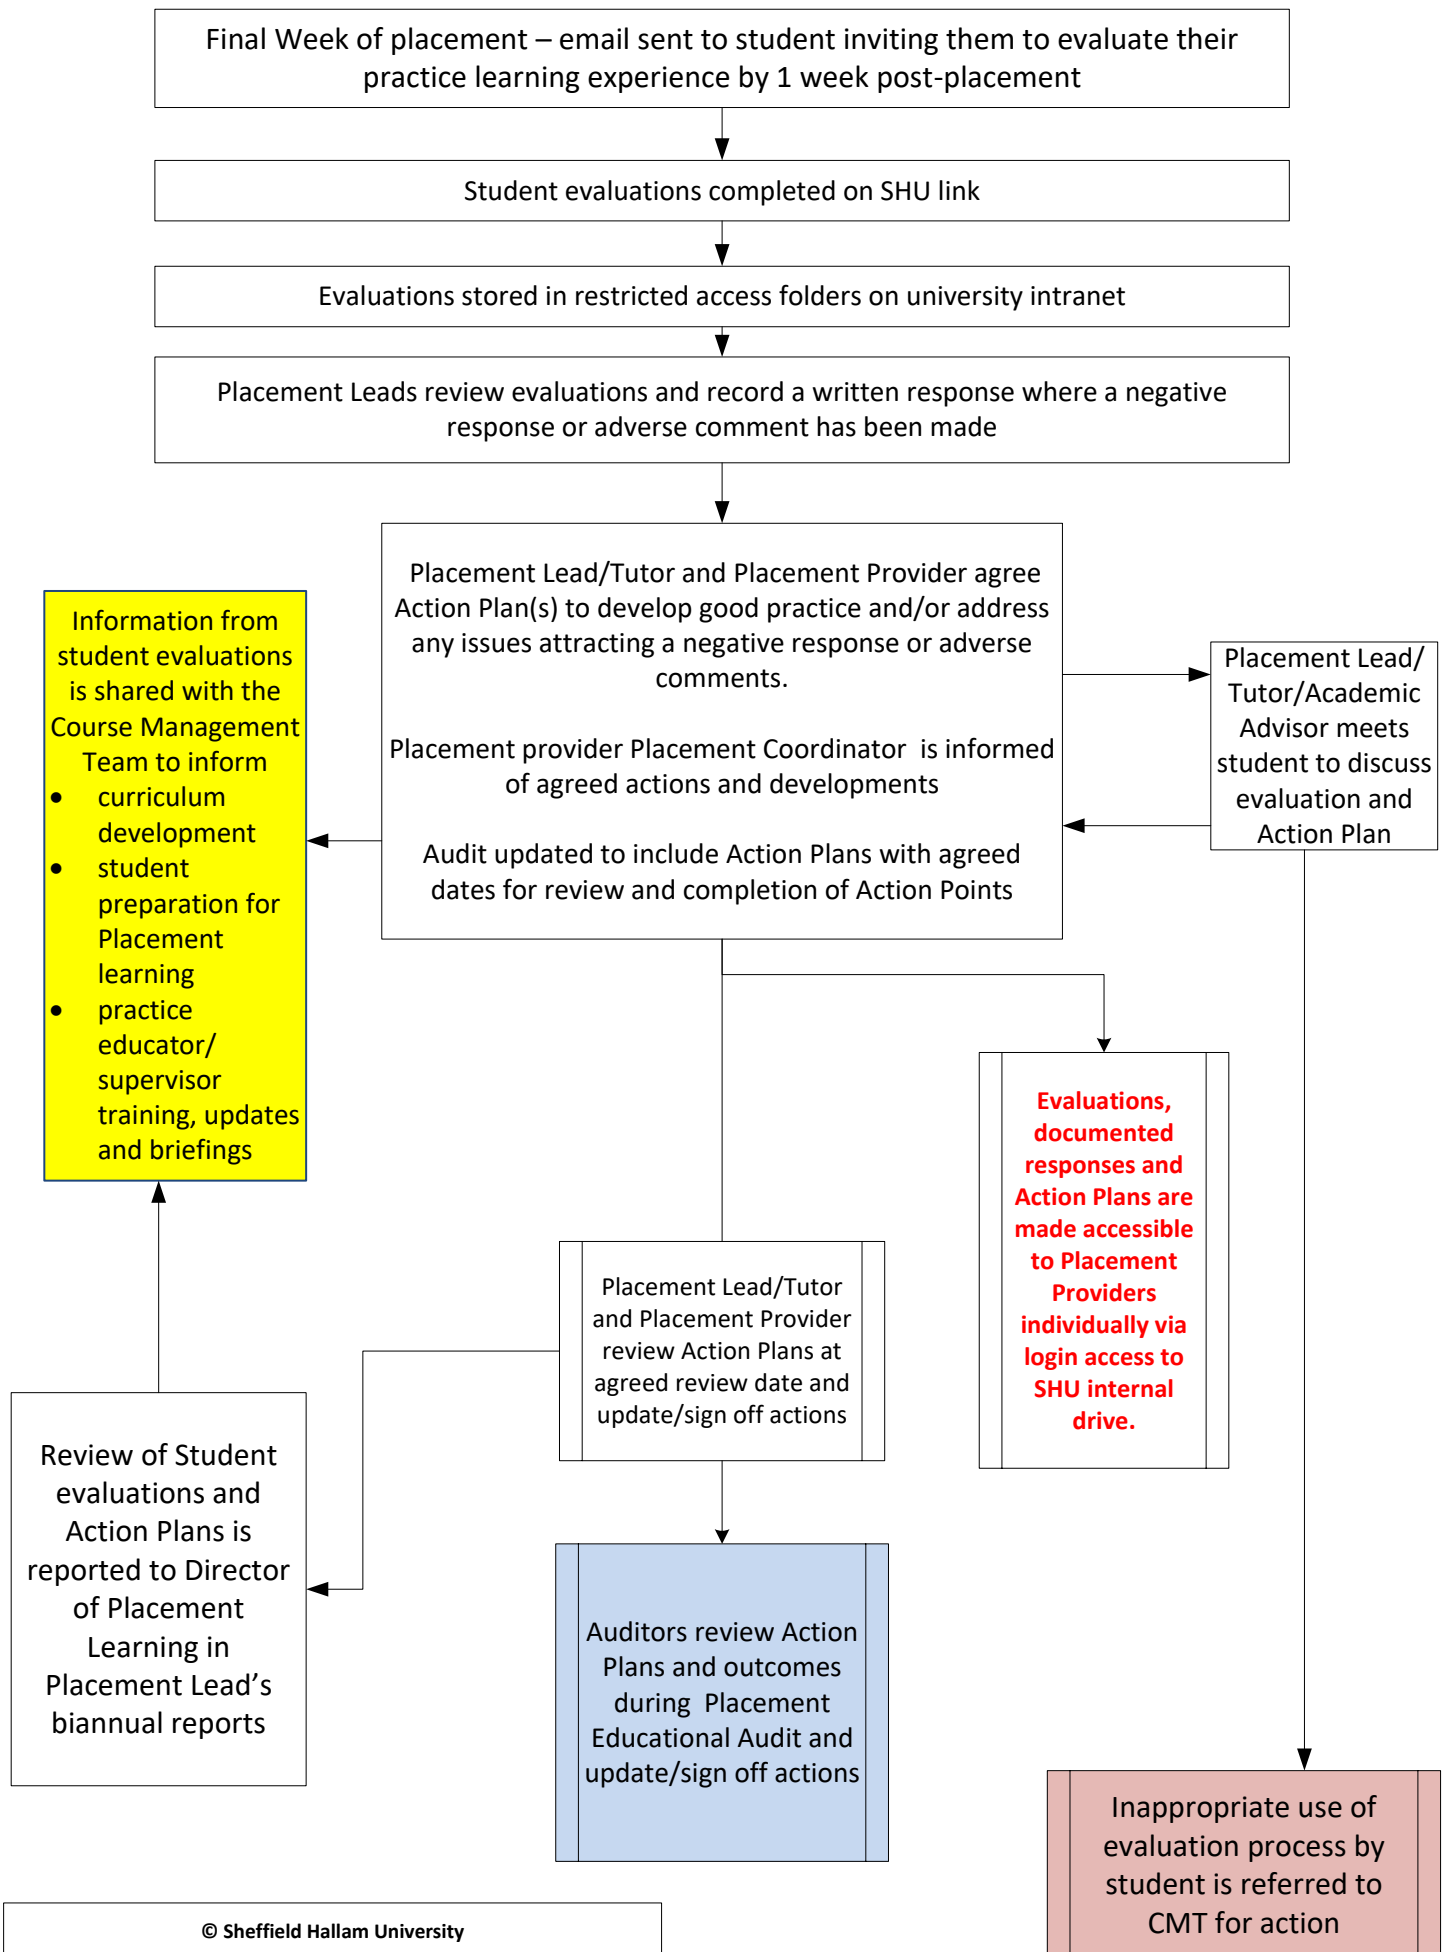 Final Week of placement – email sent to student inviting them to evaluate their
practice learning experience by 1 week post-placement
Student evaluations completed on SHU link
Evaluations stored in restricted access folders on university intranet
Placement Leads review evaluations and record a written response where a negative
response or adverse comment has been made
Placement Lead/Tutor and Placement Provider agree
Action Plan(s) to develop good practice and/or address
any issues attracting a negative response or adverse
comments.
Placement provider Placement Coordinator  is informed
of agreed actions and developments
Audit updated to include Action Plans with agreed
dates for review and completion of Action Points
Information from
student evaluations
is shared with the
Course Management
Team to inform
• curriculum
development
• student
preparation for
Placement
learning
• practice
educator/
supervisor
training, updates
and briefings
Placement Lead/
Tutor/Academic
Advisor meets
student to discuss
evaluation and
Action Plan
Evaluations,
documented
responses and
Action Plans are
made accessible
to Placement
Providers
individually via
login access to
SHU internal
drive.
Placement Lead/Tutor
and Placement Provider
review Action Plans at
agreed review date and
update/sign off actions
Review of Student
evaluations and
Action Plans is
reported to Director
of Placement
Learning in
Placement Lead’s
biannual reports
Auditors review Action
Plans and outcomes
during  Placement
Educational Audit and
update/sign off actions
Inappropriate use of
evaluation process by
student is referred to
CMT for action
© Sheffield Hallam University